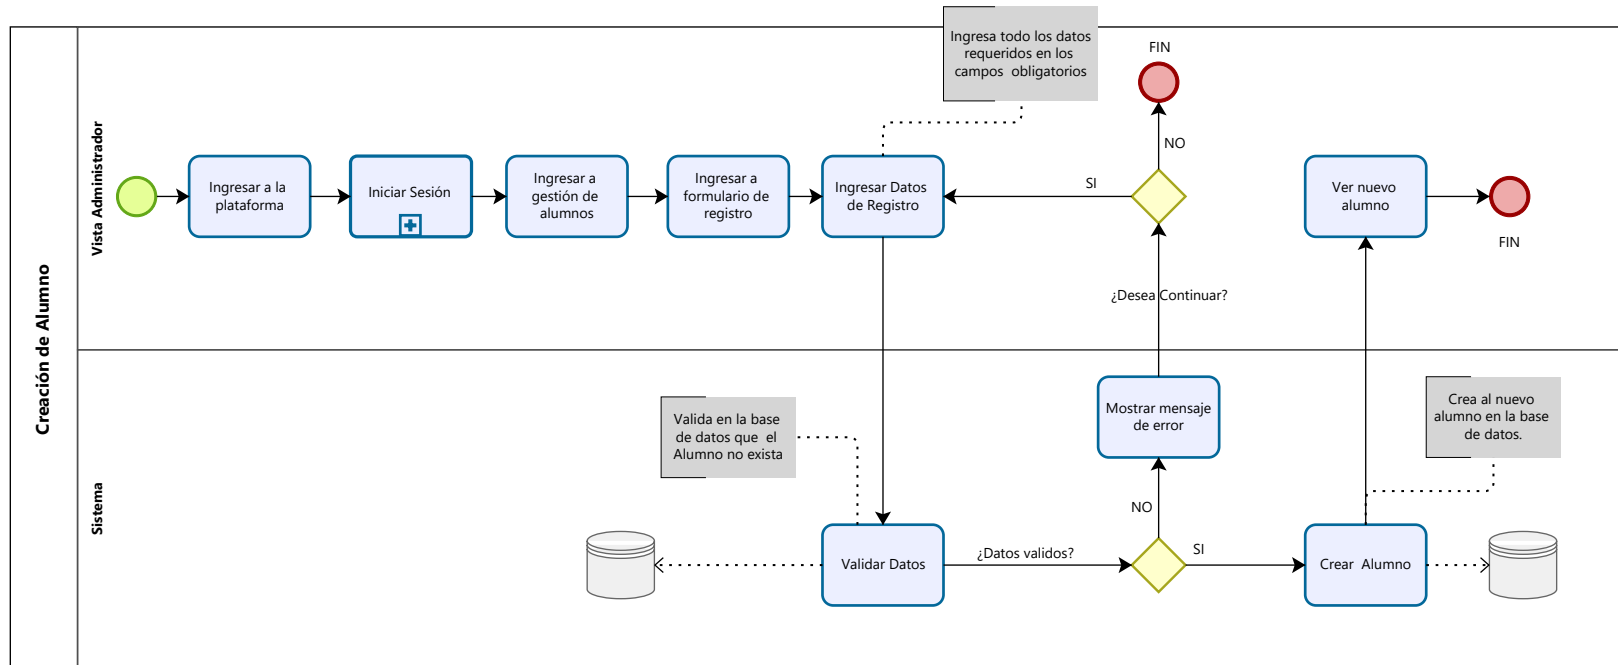 Creación de Alumno
Vista Administrador
Ingresar a la
plataforma
Iniciar Sesión
Ingresar a
gestión de
alumnos
Ingresar a
formulario de
registro
Ingresar Datos
de Registro
Ingresa todo los datos
requeridos en los
campos obligatorios
FIN
NO
SI
¿Desea Continuar?
Ver nuevo
alumno
FIN
Sistema
Valida en la base
de datos que el
Alumno no exista
Validar Datos
¿Datos validos?
Mostrar mensaje
de error
NO
SI
Crear Alumno
Crea al nuevo
alumno en la base
de datos.